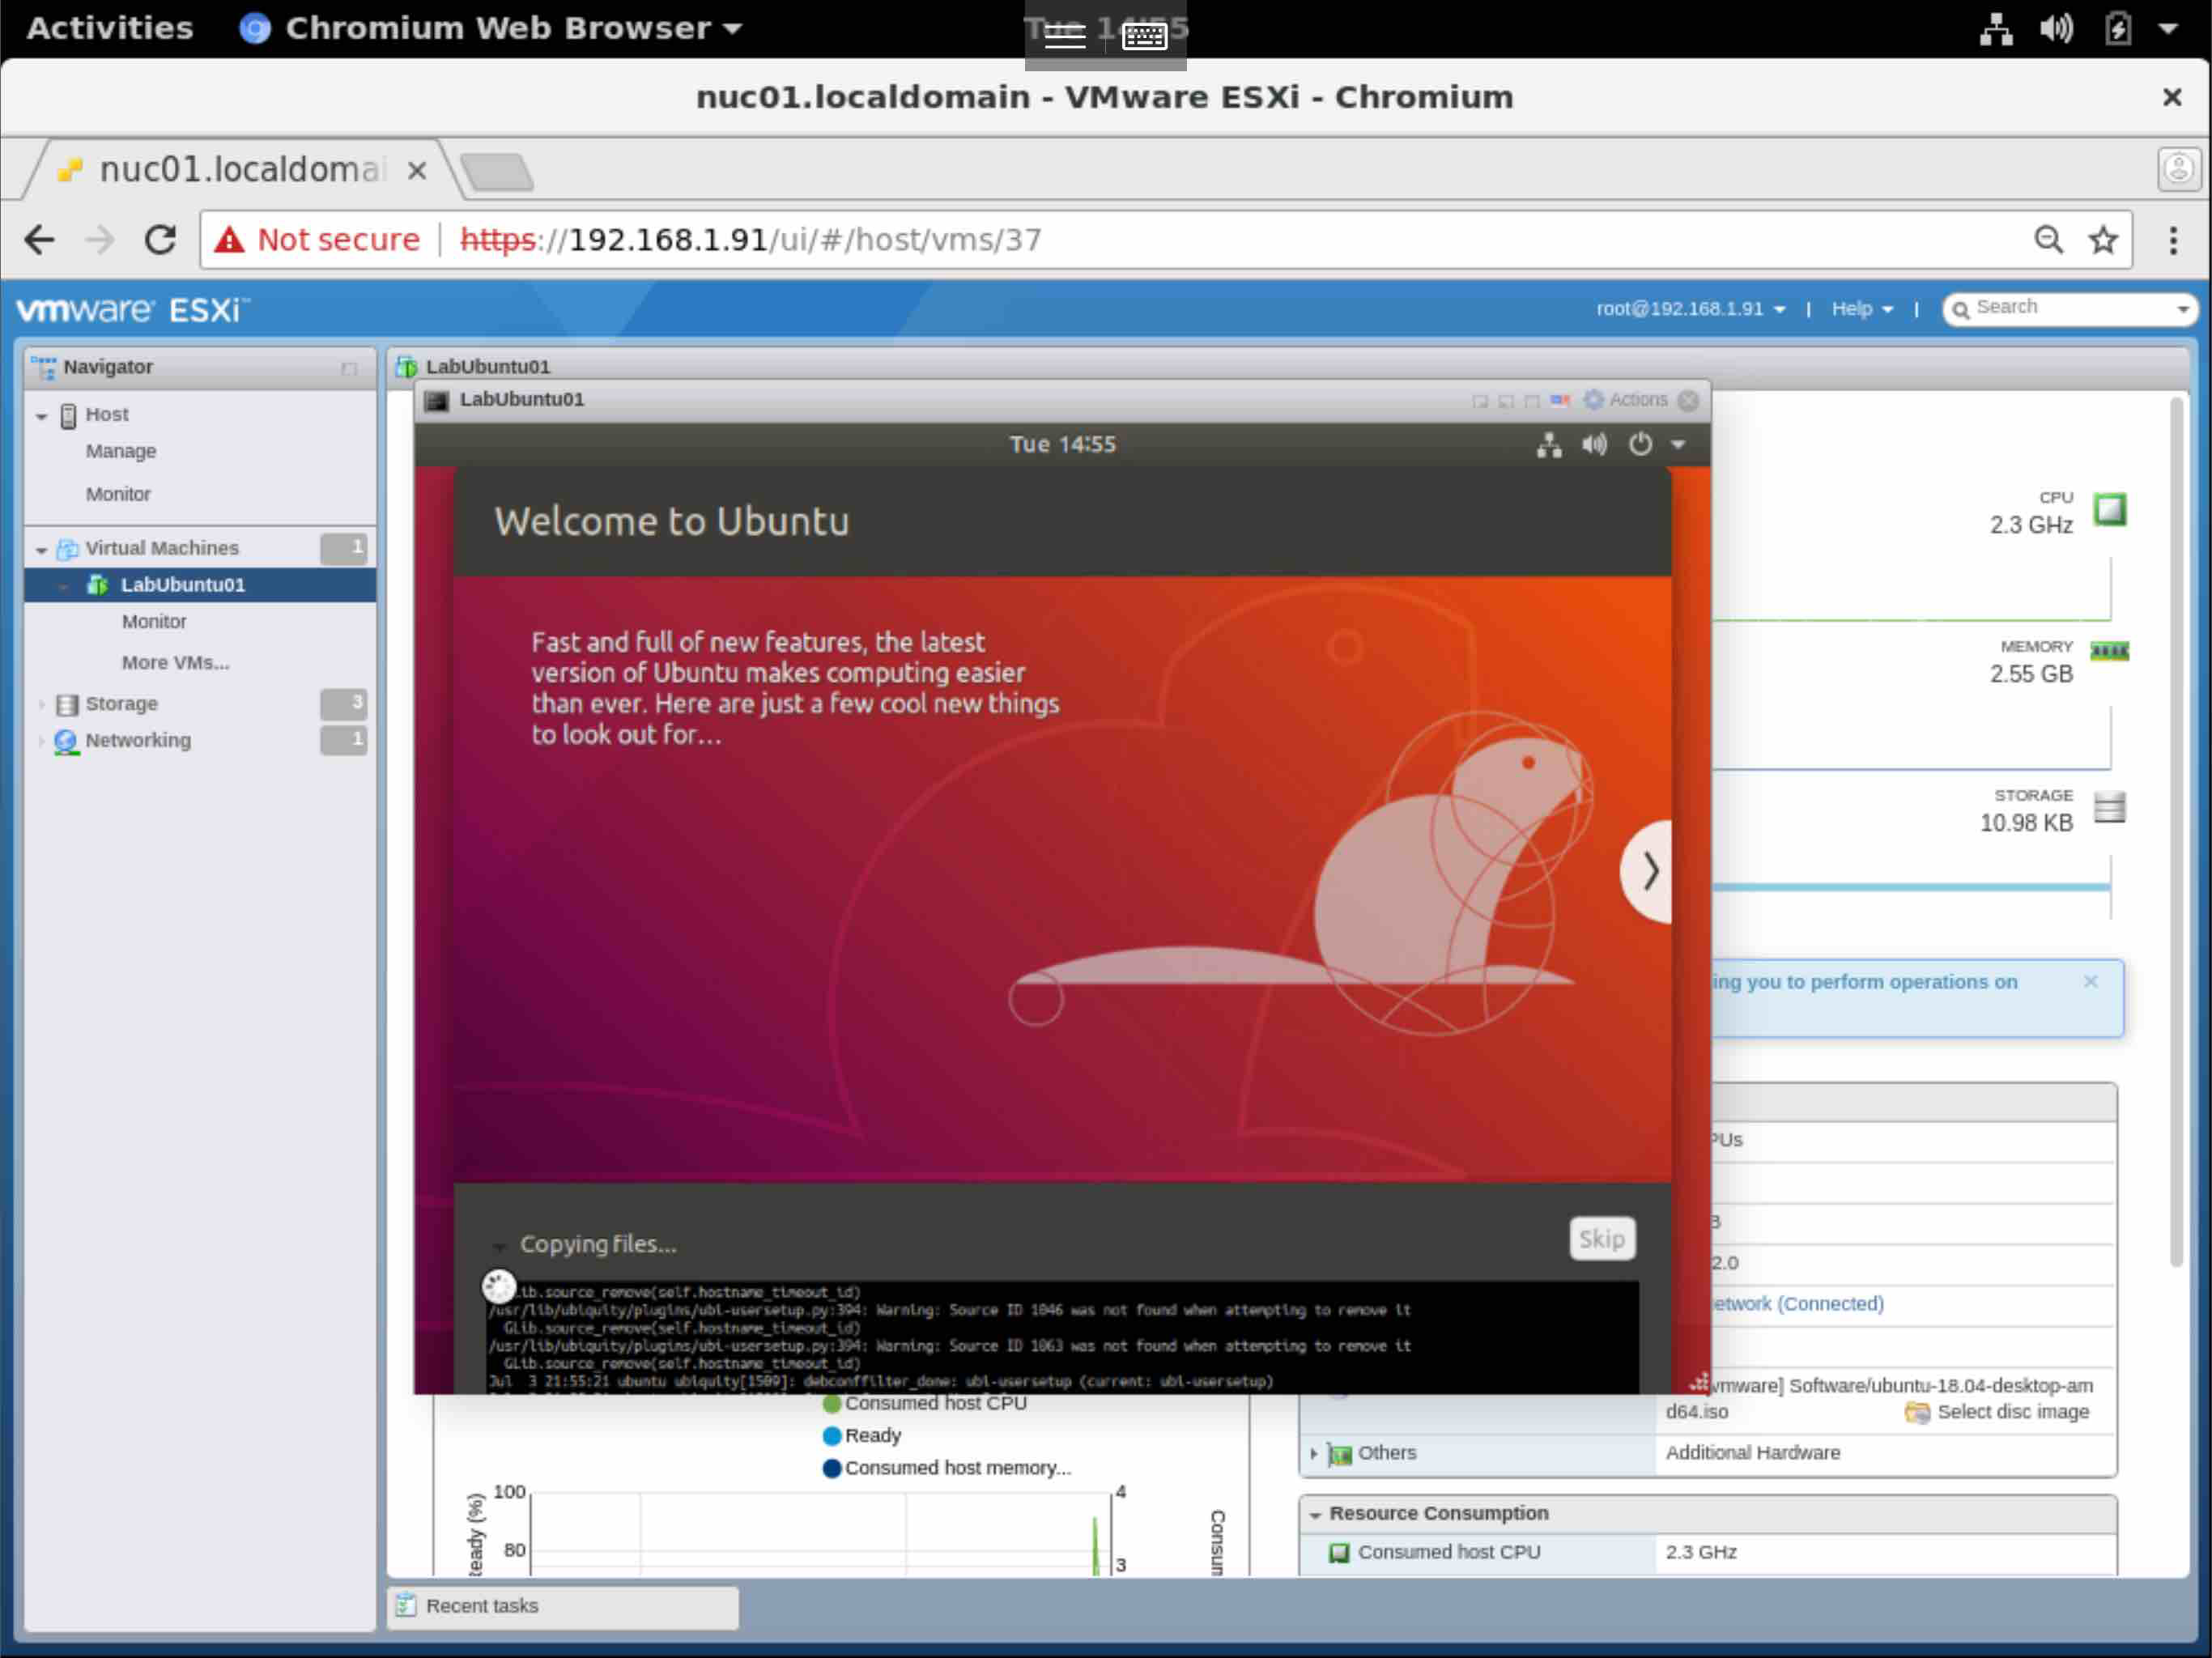 Activities Chromium Web Browser
nuc01.localdomain - VMware ESXi - Chromium
nuc01.localdomai
Not secure https://192.168.1.91/ui/#/host/vms/37
vmware ESXi™
root@192.168.1.91 | Help | Search
Navigator
Host
Manage
Monitor
Virtual Machines 1
LabUbuntu01
Monitor
More VMs...
Storage 3
Networking 1
LabUbuntu01
LabUbuntu01 Actions
Tue 14:55
Welcome to Ubuntu
Fast and full of new features, the latest
version of Ubuntu makes computing easier
than ever. Here are just a few cool new things
to look out for...
Copying files...
Skip
Lib.source_remove(self.hostname_timeout_id)
/usr/lib/ubiquity/plugins/ubi-usersetup.py:394: Warning: Source ID 1046 was not found when attempting to remove it
GLib.source_remove(self.hostname_timeout_id)
/usr/lib/ubiquity/plugins/ubi-usersetup.py:394: Warning: Source ID 1063 was not found when attempting to remove it
GLib.source_remove(self.hostname_timeout_id)
Jul 3 21:55:21 ubuntu ubiquity[1509]: debconffilter_done: ubi-usersetup (current: ubi-usersetup)
CPU
2.3 GHz
MEMORY
2.55 GB
STORAGE
10.98 KB
ing you to perform operations on
PUs
B
2.0
etwork (Connected)
vmware] Software/ubuntu-18.04-desktop-am
d64.iso Select disc image
Others Additional Hardware
Resource Consumption
Consumed host CPU 2.3 GHz
Consumed host CPU
Ready
Consumed host memory...
100
80
4
3
Ready (%)
Consum
Recent tasks